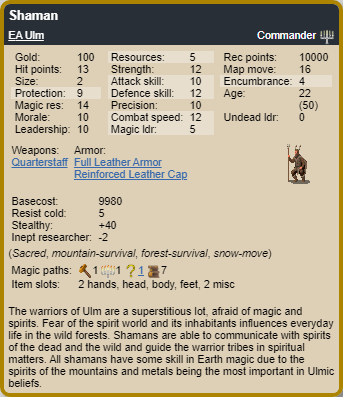 Shaman
EA Ulm Commander
Gold: 100 Resources: 5 Rec points: 10000
Hit points: 13 Strength: 12 Map move: 16
Size: 2 Attack skill: 10 Encumbrance: 4
Protection: 9 Defence skill: 12 Age: 22
Magic res: 14 Precision: 10 (50)
Morale: 10 Combat speed: 12 Undead ldr: 0
Leadership: 10 Magic ldr: 5
Weapons: Armor:
Quarterstaff Full Leather Armor
Reinforced Leather Cap
Basecost: 9980
Resist cold: 5
Stealthy: +40
Inept researcher: -2
(Sacred, mountain-survival, forest-survival, snow-move)
Magic paths: 1 1 ? 1 7
Item slots: 2 hands, head, body, feet, 2 misc
The warriors of Ulm are a superstitious lot, afraid of magic and
spirits. Fear of the spirit world and its inhabitants influences everyday
life in the wild forests. Shamans are able to communicate with spirits
of the dead and the wild and guide the warrior tribes in spiritual
matters. All shamans have some skill in Earth magic due to the
spirits of the mountains and metals being the most important in Ulmic
beliefs.